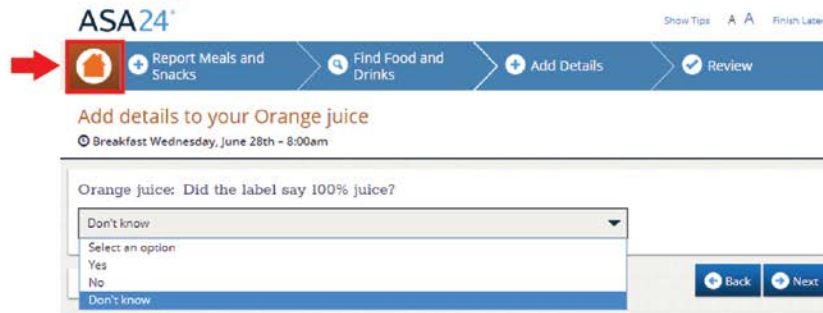 ASA24®
Show Tips A A Finish Later
Report Meals and
Snacks
Find Food and
Drinks
Add Details
Review
Add details to your Orange juice
Breakfast Wednesday, June 28th - 8:00am
Orange juice: Did the label say 100% juice?
Don't know
Select an option
Yes
No
Don't know
Back Next